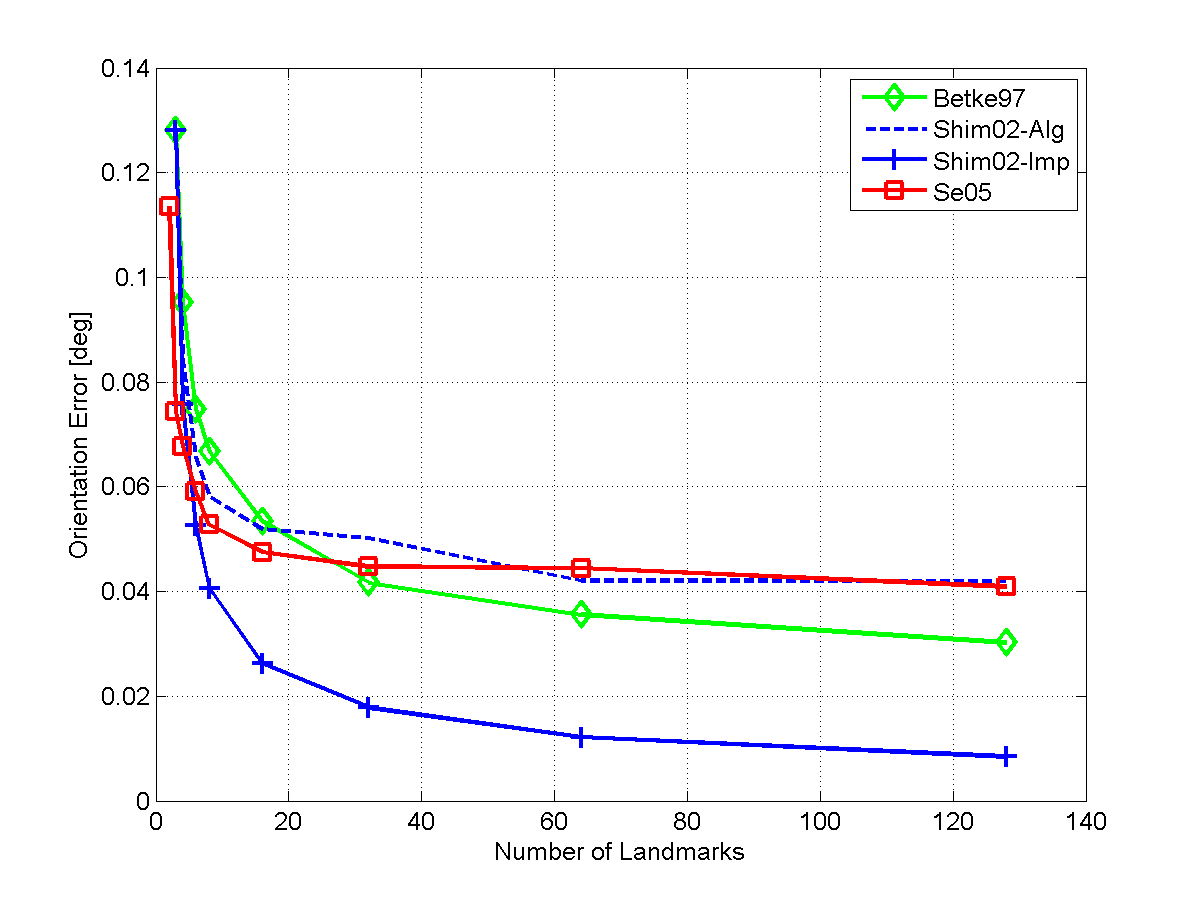 0.14
0.12
0.1
0.08
0.06
0.04
0.02
0
Orientation Error [deg]
Betke97
Shim02-Alg
Shim02-Imp
Se05
0 20 40 60 80 100 120 140
Number of Landmarks